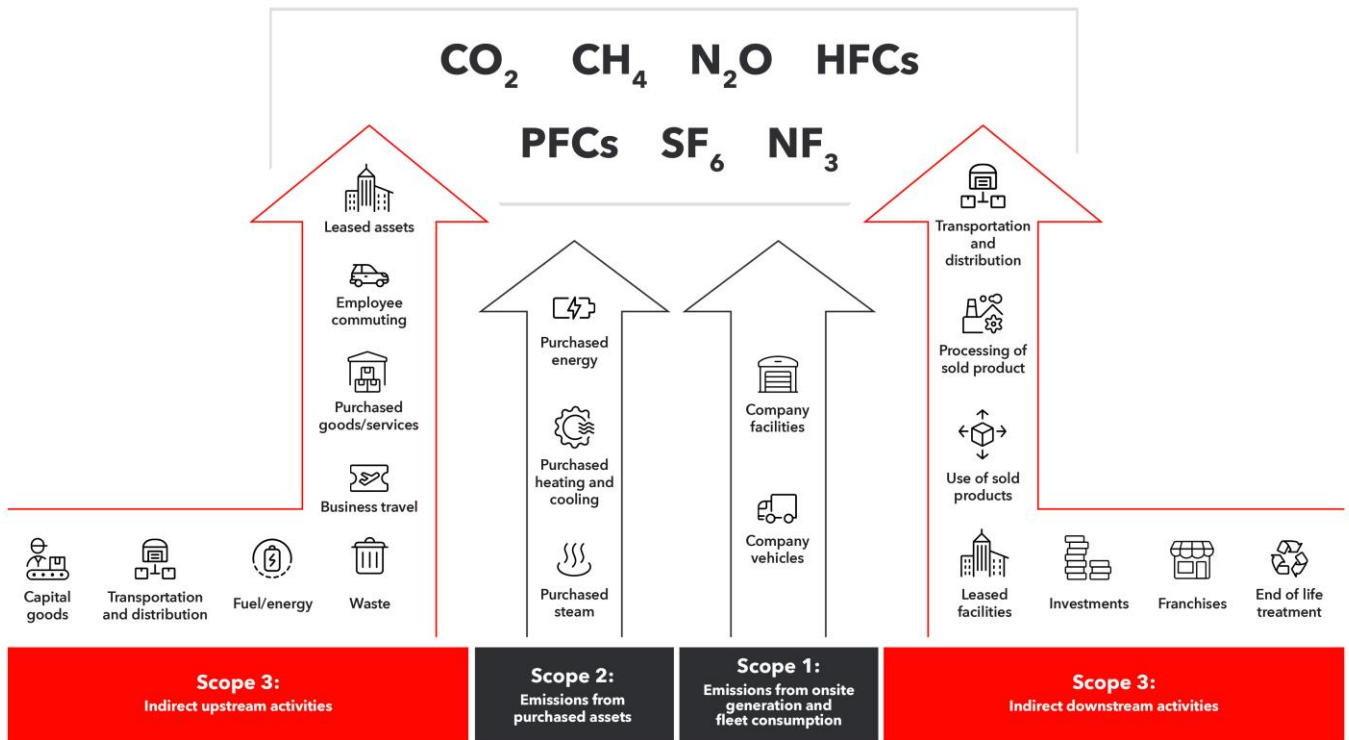 CO2 CH4 N2O HFCs
PFCs SF6 NF3
Leased assets
Employee
commuting
Purchased
goods/services
Business travel
Capital
goods
Transportation
and distribution
Fuel/energy
Waste
Purchased
energy
Purchased
heating and
cooling
Purchased
steam
Company
facilities
Company
vehicles
Transportation
and
distribution
Processing of
sold product
Use of sold
products
Leased
facilities
Investments
Franchises
End of life
treatment
Scope 3:
Indirect upstream activities
Scope 2:
Emissions from
purchased assets
Scope 1:
Emissions from onsite
generation and
fleet consumption
Scope 3:
Indirect downstream activities